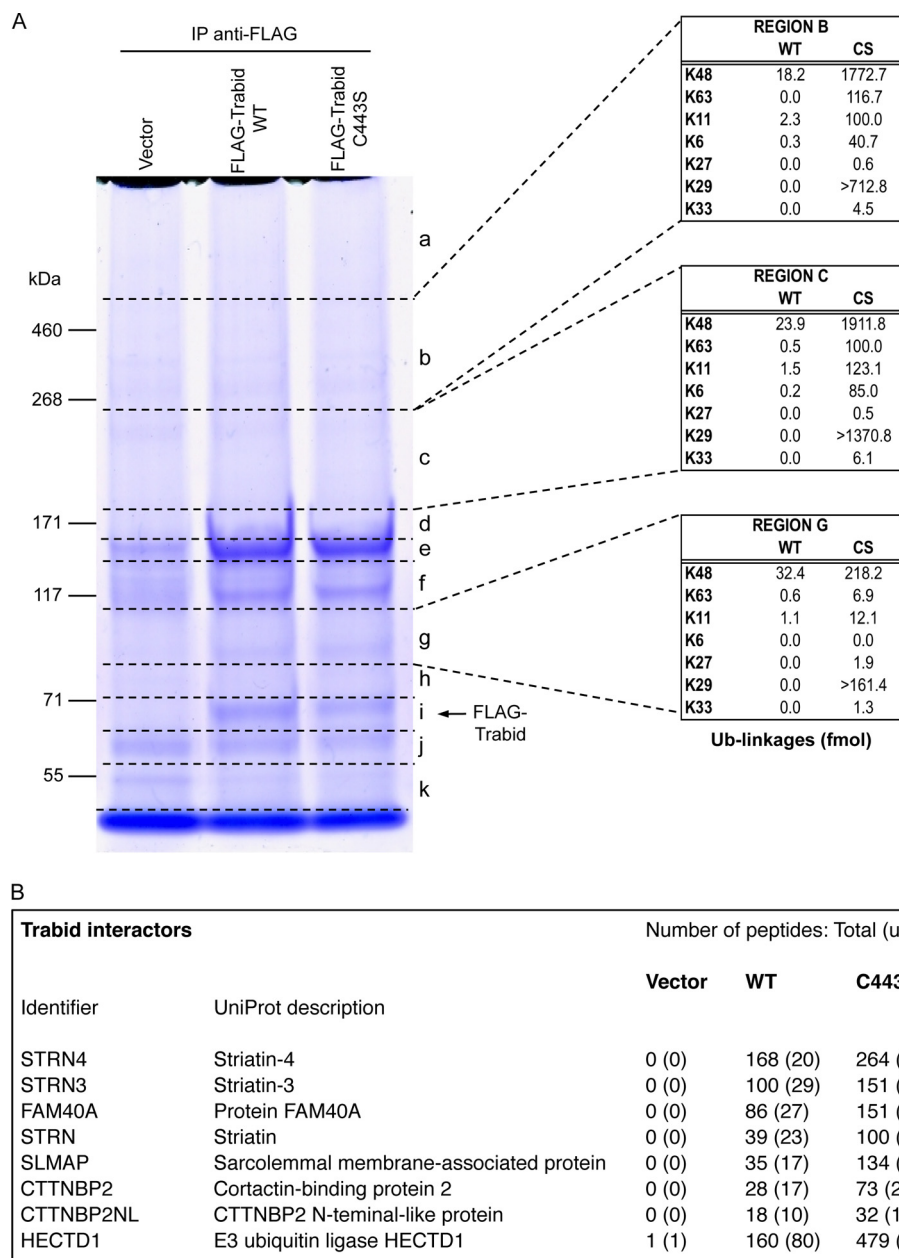 A
IP anti-FLAG
Vector
FLAG-Trabid WT
FLAG-Trabid C443S
kDa
460
268
171
117
71
55
a
b
c
d
e
f
g
h
i
j
k
FLAG-
Trabid
REGION B
WT CS
K48 18.2 1772.7
K63 0.0 116.7
K11 2.3 100.0
K6 0.3 40.7
K27 0.0 0.6
K29 0.0 >712.8
K33 0.0 4.5
REGION C
WT CS
K48 23.9 1911.8
K63 0.5 100.0
K11 1.5 123.1
K6 0.2 85.0
K27 0.0 0.5
K29 0.0 >1370.8
K33 0.0 6.1
REGION G
WT CS
K48 32.4 218.2
K63 0.6 6.9
K11 1.1 12.1
K6 0.0 0.0
K27 0.0 1.9
K29 0.0 >161.4
K33 0.0 1.3
Ub-linkages (fmol)
B
Trabid interactors Number of peptides: Total (u
Vector WT C443
Identifier UniProt description
STRN4 Striatin-4 0 (0) 168 (20) 264 (
STRN3 Striatin-3 0 (0) 100 (29) 151 (
FAM40A Protein FAM40A 0 (0) 86 (27) 151 (
STRN Striatin 0 (0) 39 (23) 100 (
SLMAP Sarcolemmal membrane-associated protein 0 (0) 35 (17) 134 (
CTTNBP2 Cortactin-binding protein 2 0 (0) 28 (17) 73 (2
CTTNBP2NL CTTNBP2 N-teminal-like protein 0 (0) 18 (10) 32 (1
HECTD1 E3 ubiquitin ligase HECTD1 1 (1) 160 (80) 479 (